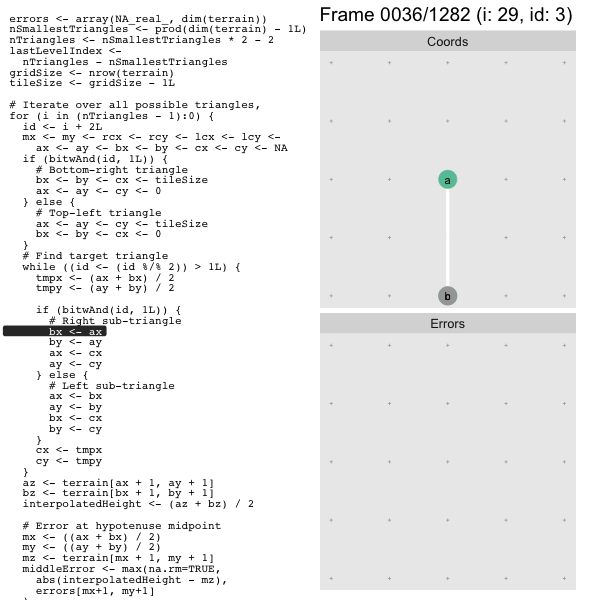 errors <- array(NA_real_, dim(terrain))
nSmallestTriangles <- prod(dim(terrain) - 1L)
nTriangles <- nSmallestTriangles * 2 - 2
lastLevelIndex <-
  nTriangles - nSmallestTriangles
gridSize <- nrow(terrain)
tileSize <- gridSize - 1L

# Iterate over all possible triangles,
for (i in (nTriangles - 1):0) {
  id <- i + 2L
  mx <- my <- rcx <- rcy <- lcx <- lcy <-
    ax <- ay <- bx <- by <- cx <- cy <- NA
  if (bitwAnd(id, 1L)) {
    # Bottom-right triangle
    bx <- by <- cx <- tileSize
    ax <- ay <- cy <- 0
  } else {
    # Top-left triangle
    ax <- ay <- cy <- tileSize
    bx <- by <- cx <- 0
  }
  # Find target triangle
  while ((id <- (id %/% 2)) > 1L) {
    tmpx <- (ax + bx) / 2
    tmpy <- (ay + by) / 2

    if (bitwAnd(id, 1L)) {
      # Right sub-triangle
      bx <- ax
      by <- ay
      ax <- cx
      ay <- cy
    } else {
      # Left sub-triangle
      ax <- bx
      ay <- by
      bx <- cx
      by <- cy
    }
    cx <- tmpx
    cy <- tmpy
  }
  az <- terrain[ax + 1, ay + 1]
  bz <- terrain[bx + 1, by + 1]
  interpolatedHeight <- (az + bz) / 2

  # Error at hypotenuse midpoint
  mx <- ((ax + bx) / 2)
  my <- ((ay + by) / 2)
  mz <- terrain[mx + 1, my + 1]
  middleError <- max(na.rm=TRUE,
    abs(interpolatedHeight - mz),
    errors[mx+1, my+1]
Frame 0036/1282 (i: 29, id: 3)
Coords
a
b
Errors